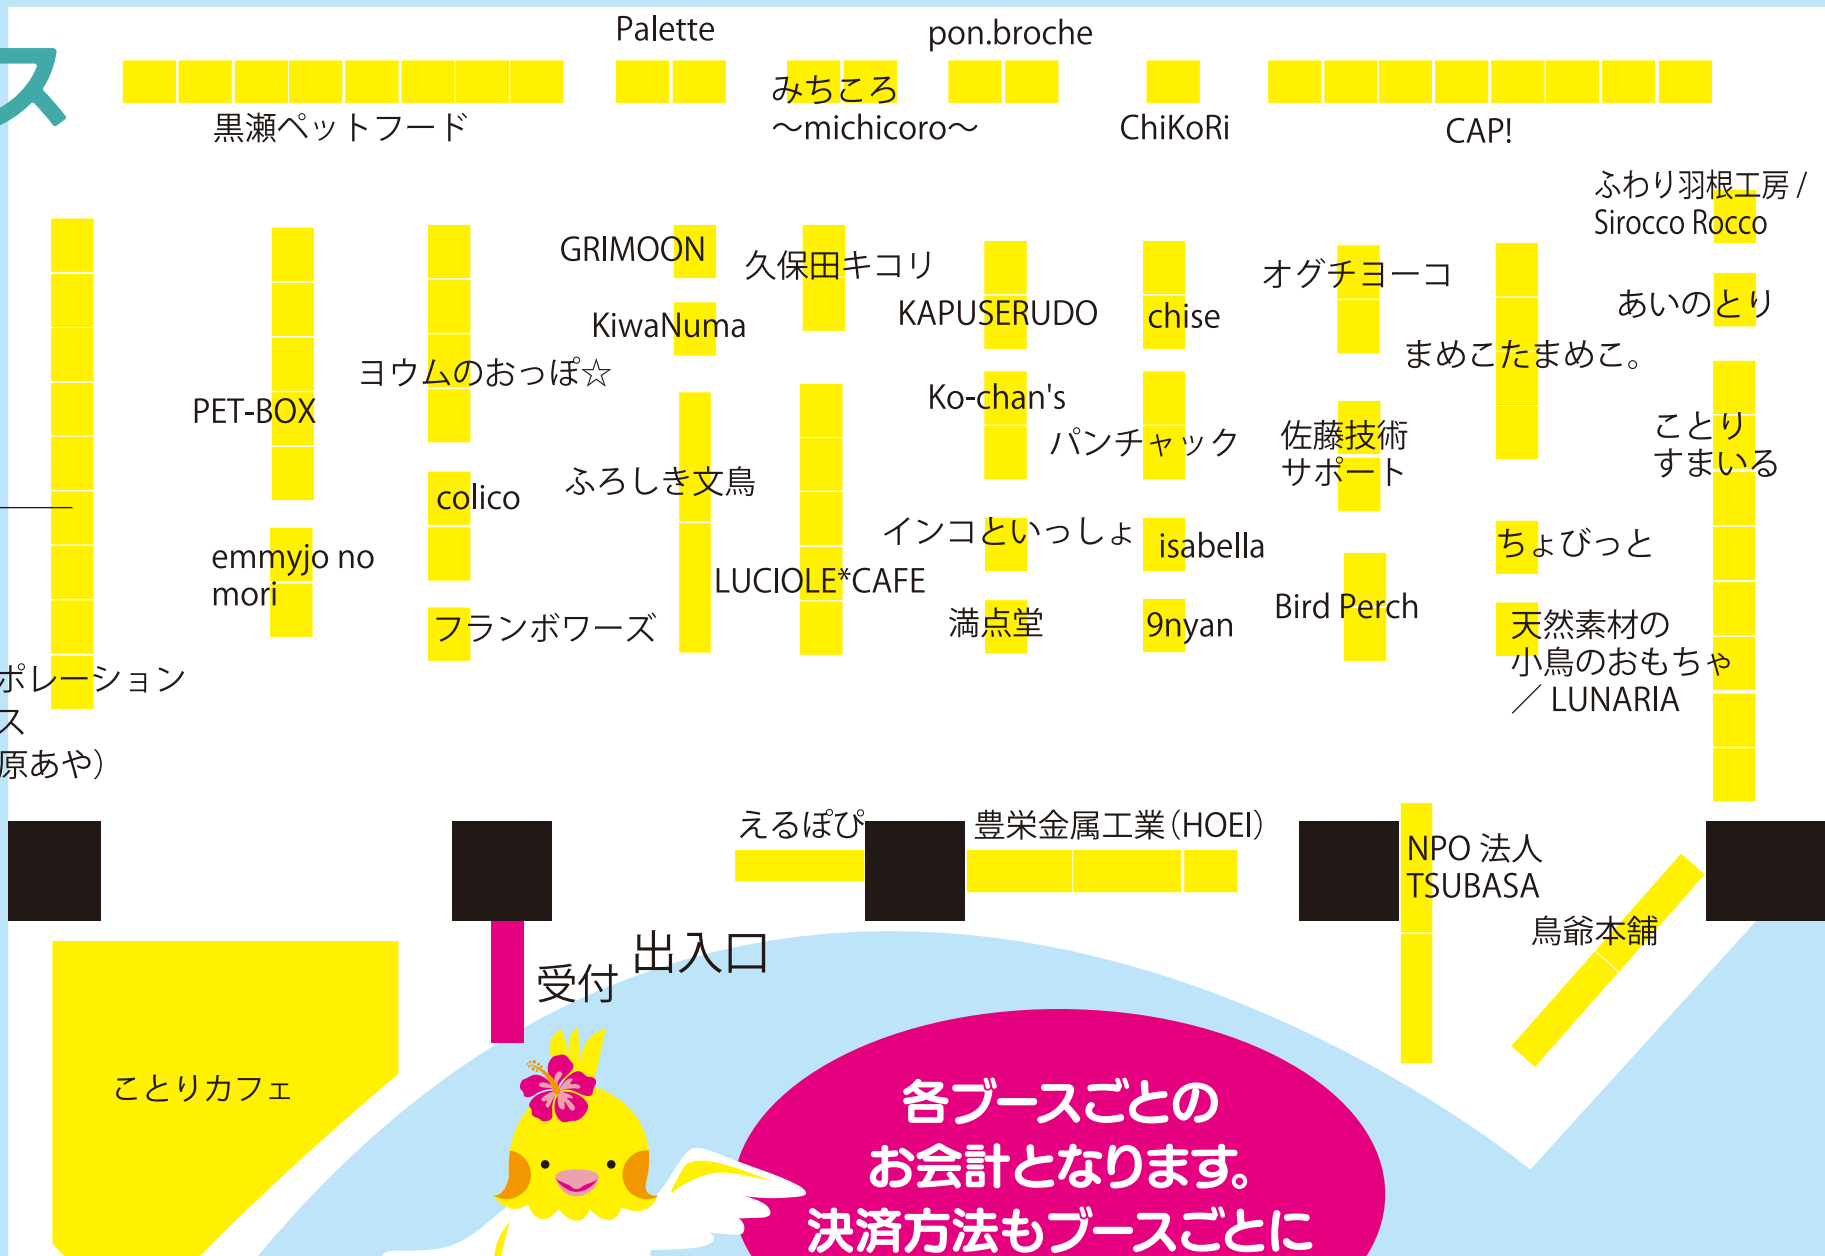 ス
Palette
pon.broche
黒瀬ペットフード
みちころ
～michicoro～
ChiKoRi
CAP!
ふわり羽根工房 /
Sirocco Rocco
GRIMOON
久保田キコリ
オグチヨーコ
あいのとり
KiwaNuma
KAPUSERUDO
chise
まめこたまめこ。
ヨウムのおっぽ☆
PET-BOX
Ko-chan's
パンチャック
佐藤技術
サポート
ことり
すまいる
colico
ふろしき文鳥
インコといっしょ
isabella
ちょびっと
emmyjo no
mori
LUCIOLE*CAFE
フランボワーズ
満点堂
9nyan
Bird Perch
天然素材の
小鳥のおもちゃ
／ LUNARIA
ポレーション
ス
原あや）
えるぽぴ
豊栄金属工業（HOEI）
NPO 法人
TSUBASA
鳥爺本舗
出入口
受付
ことりカフェ
各ブースごとの
お会計となります。
決済方法もブースごとに